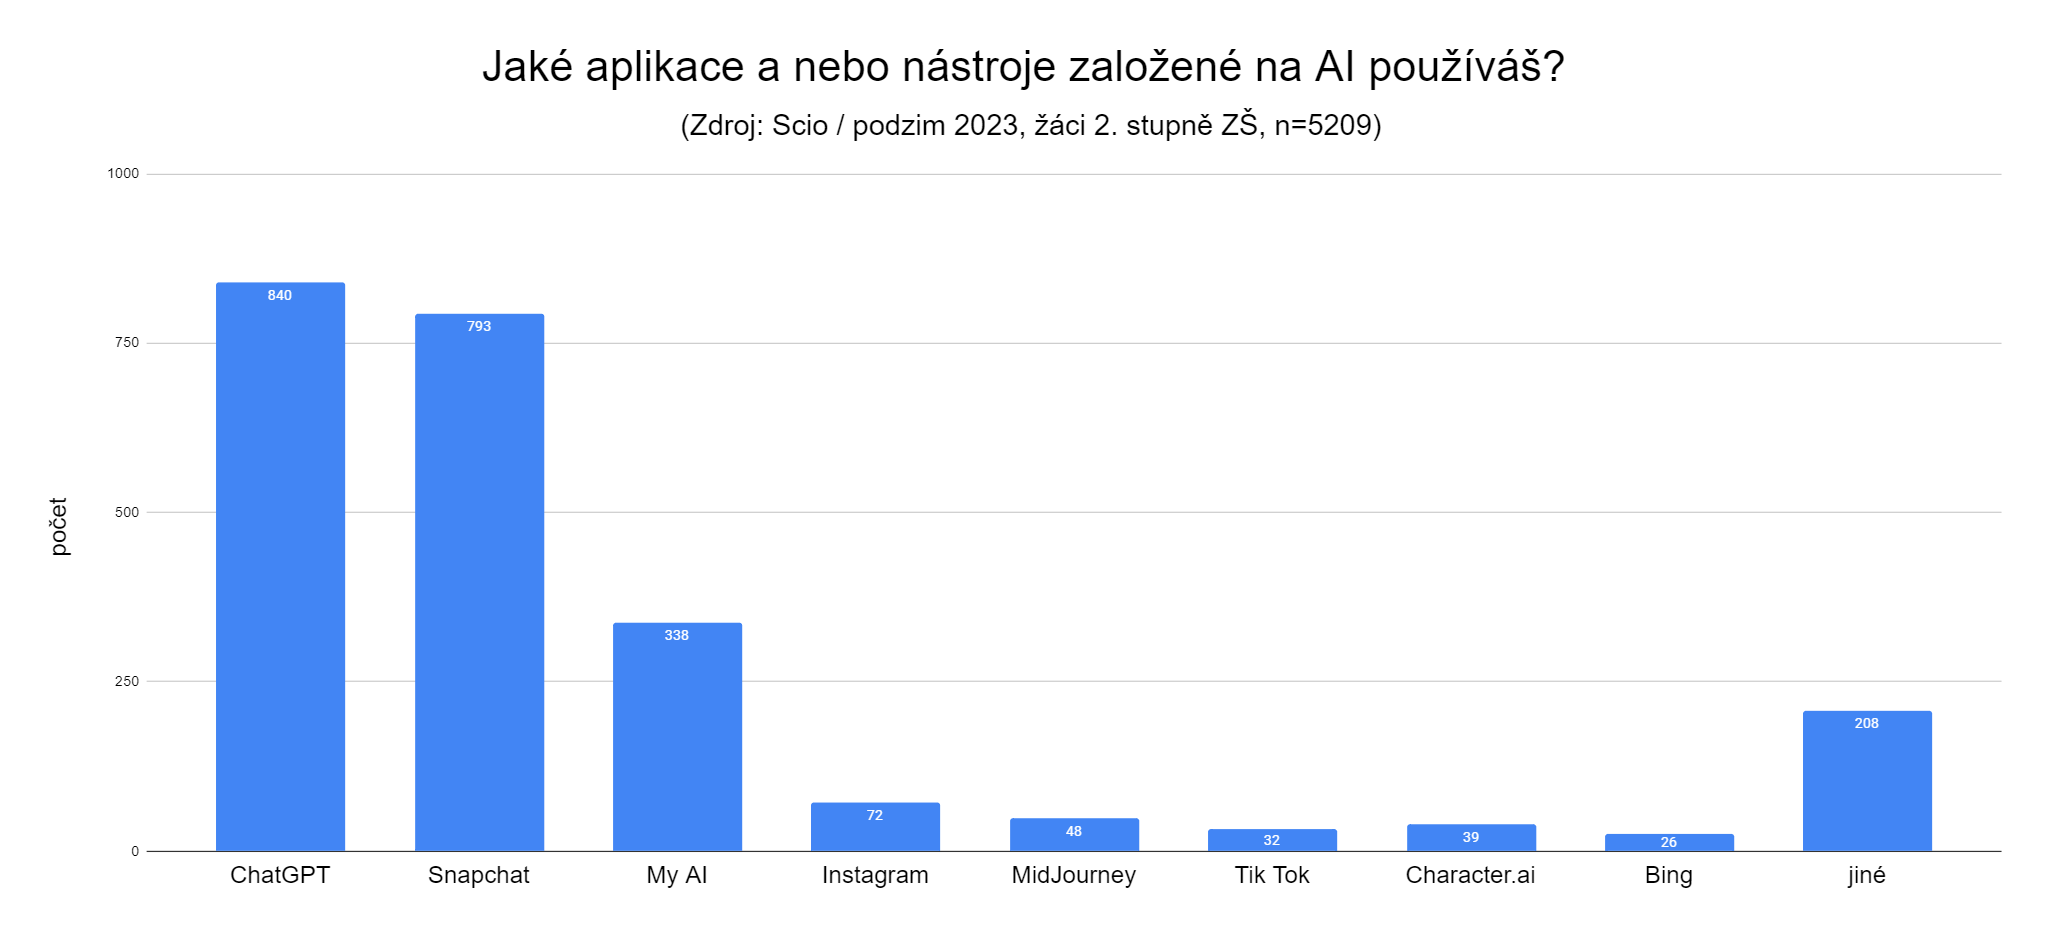 Jaké aplikace a nebo nástroje založené na AI používáš?
(Zdroj: Scio / podzim 2023, žáci 2. stupně ZŠ, n=5209)
počet
1000
750
500
250
0
840
793
338
72
48
32
39
26
208
ChatGPT
Snapchat
My AI
Instagram
MidJourney
Tik Tok
Character.ai
Bing
jiné